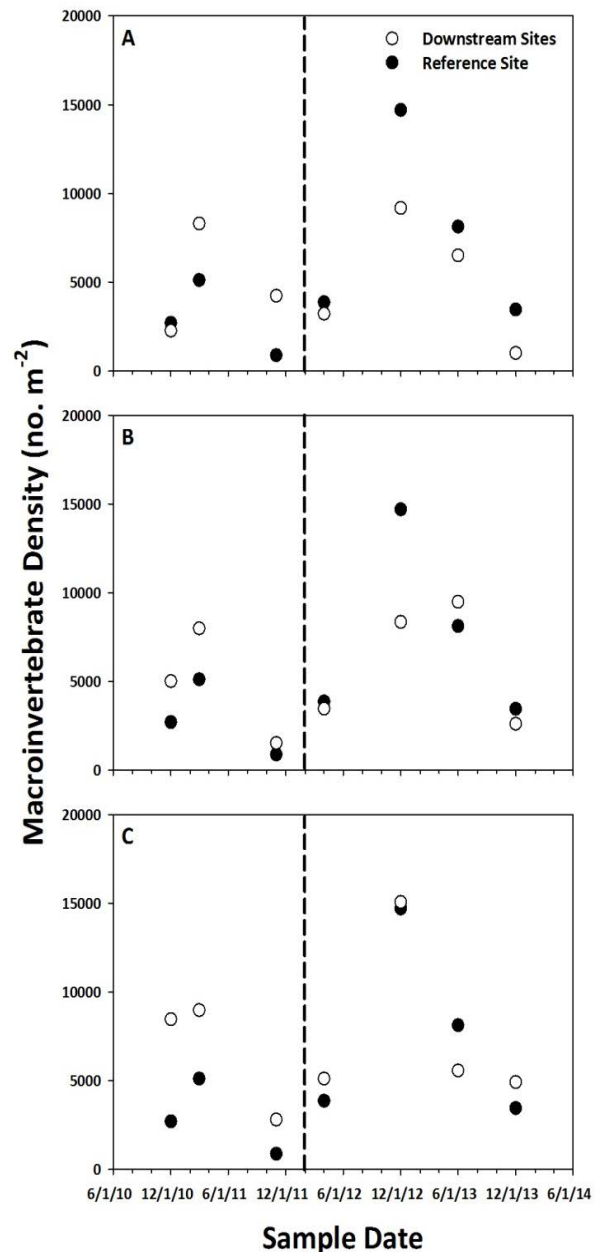 20000
A
Downstream Sites
Reference Site
15000
10000
5000
0
20000
B
15000
10000
5000
0
20000
C
15000
10000
5000
0
Macroinvertebrate Density (no. m⁻²)
6/1/10 12/1/10 6/1/11 12/1/11 6/1/12 12/1/12 6/1/13 12/1/13 6/1/14
Sample Date